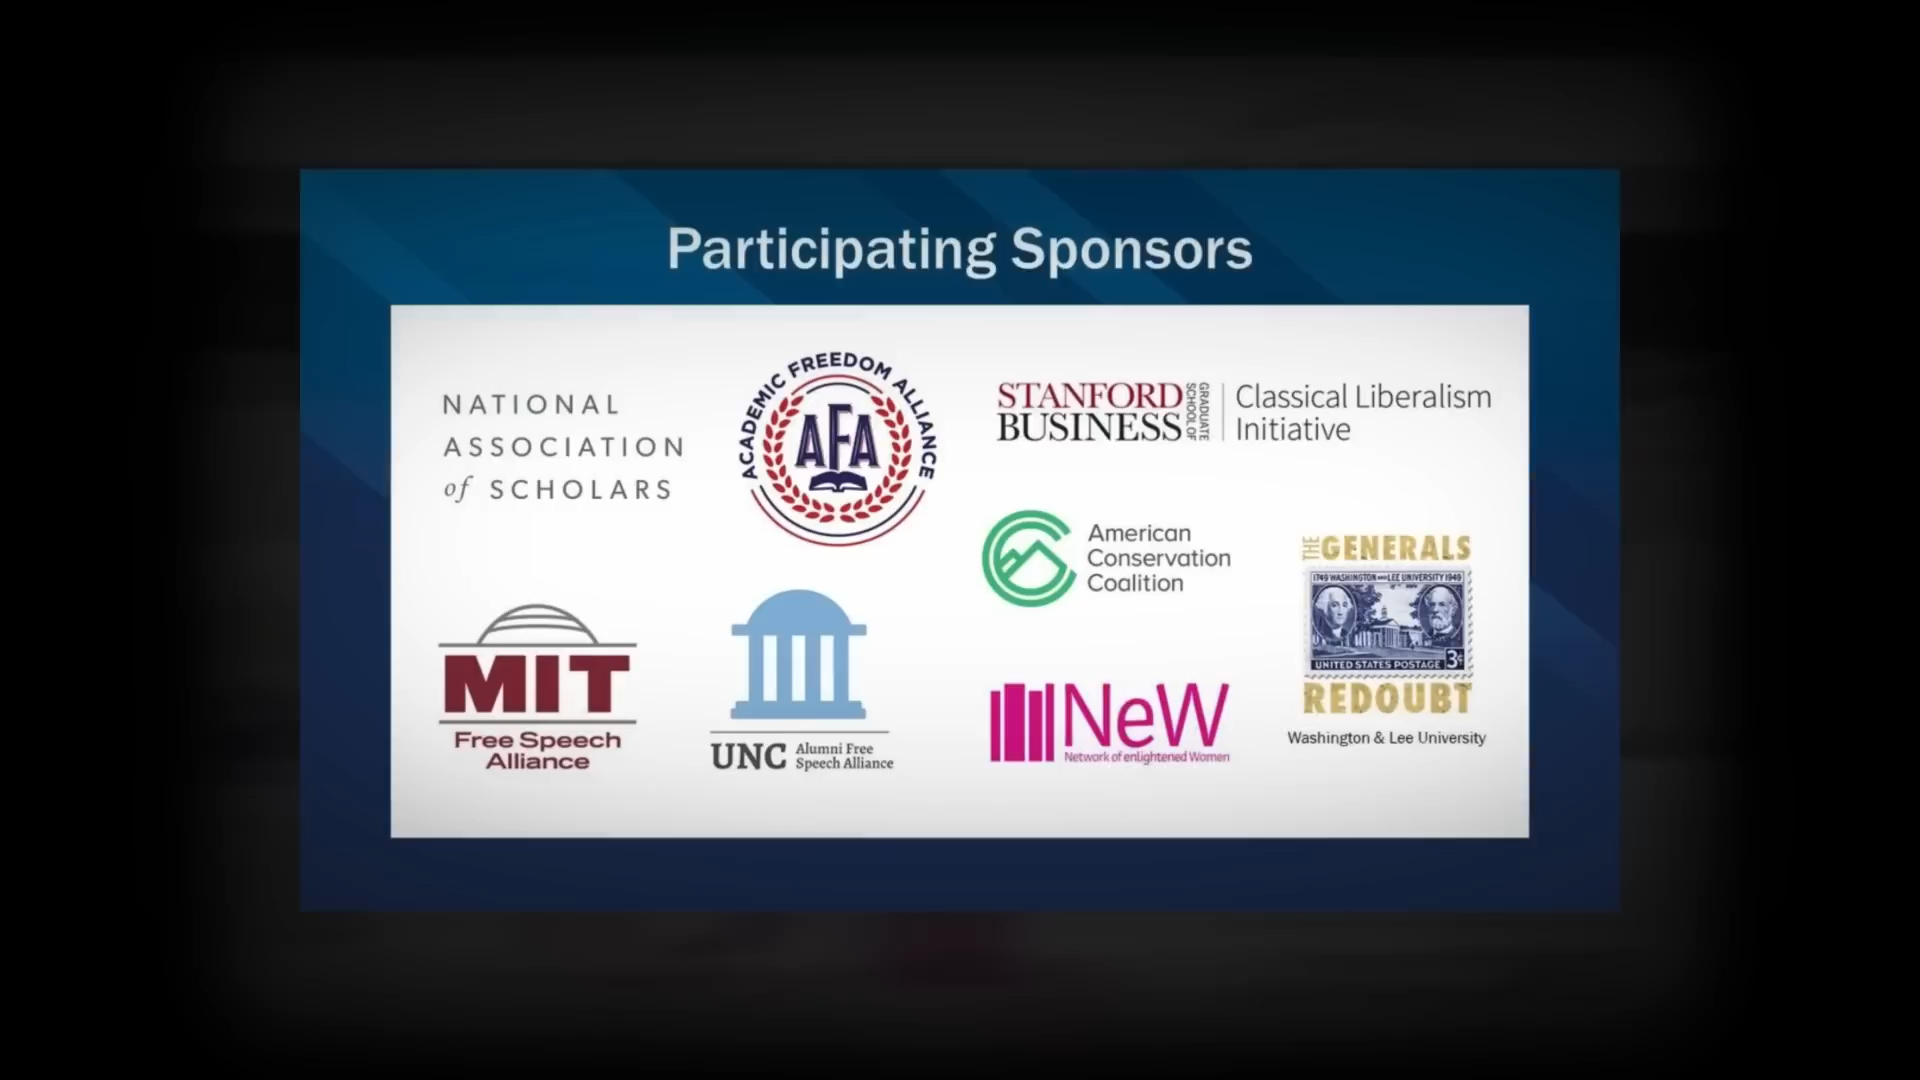 Participating Sponsors
NATIONAL
ASSOCIATION
of SCHOLARS
ACADEMIC FREEDOM ALLIANCE
AFA
STANFORD
BUSINESS
GRADUATE
SCHOOL OF
Classical Liberalism
Initiative
American
Conservation
Coalition
THE GENERALS
1749 WASHINGTON AND LEE UNIVERSITY 1949
UNITED STATES POSTAGE 3¢
REDOUBT
Washington & Lee University
MIT
Free Speech
Alliance
UNC
Alumni Free
Speech Alliance
NeW
Network of enlightened Women